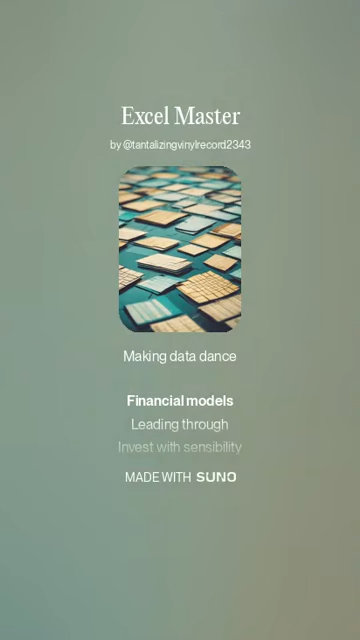 Excel Master
by @tantalizingvinylrecord2343
Making data dance
Financial models
Leading through
Invest with sensibility
MADE WITH SUNO